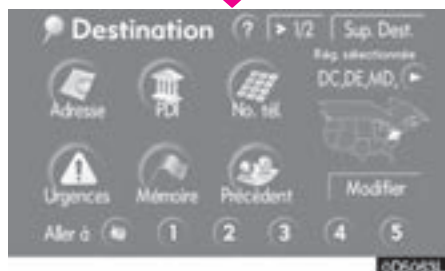 Destination ? 1/2 Sup. Dest.
Rég. sélectionnée
DC,DE,MD,
Adresse PDI No. tél.
Urgences Mémoire Précédent Modifier
Aller à 1 2 3 4 5